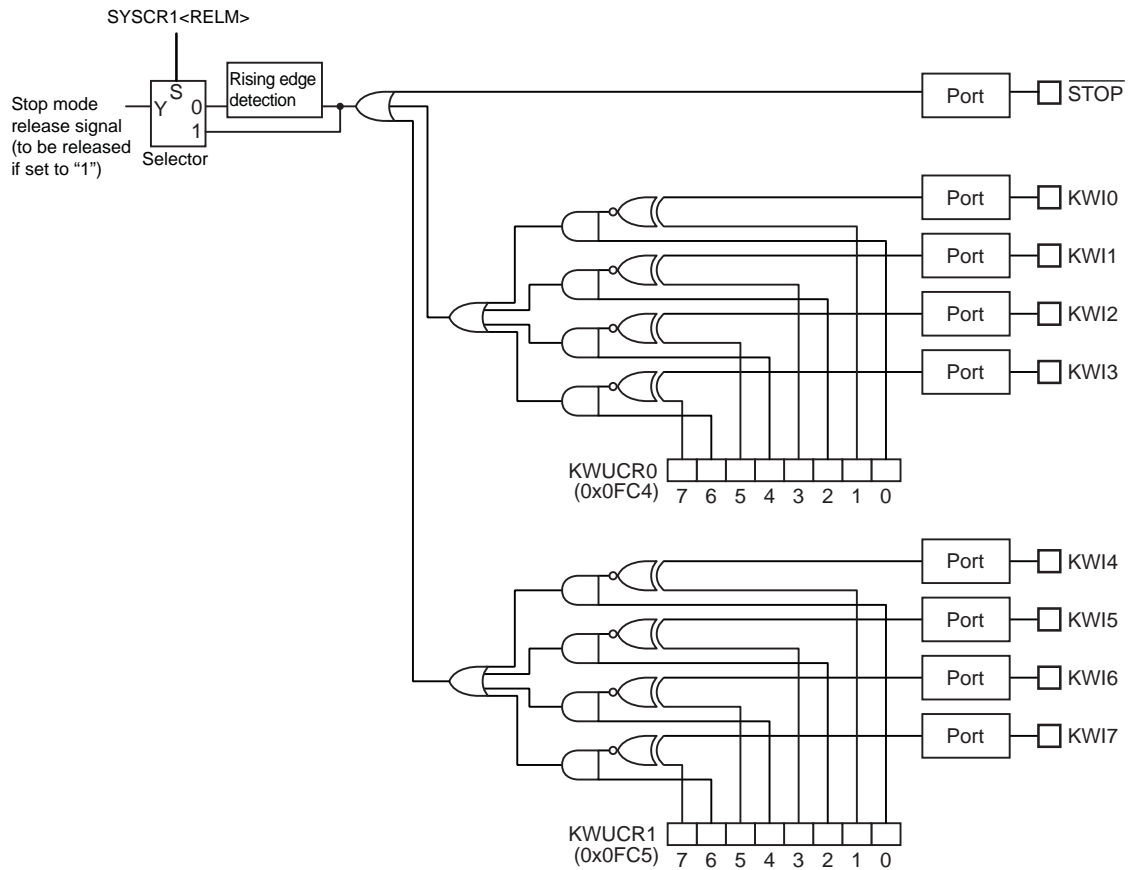 SYSCR1<RELM>
Stop mode
release signal
(to be released
if set to “1”)
S
Y
0
1
Selector
Rising edge
detection
Port
STOP
Port
KWI0
Port
KWI1
Port
KWI2
Port
KWI3
KWUCR0
(0x0FC4)
7 6 5 4 3 2 1 0
Port
KWI4
Port
KWI5
Port
KWI6
Port
KWI7
KWUCR1
(0x0FC5)
7 6 5 4 3 2 1 0